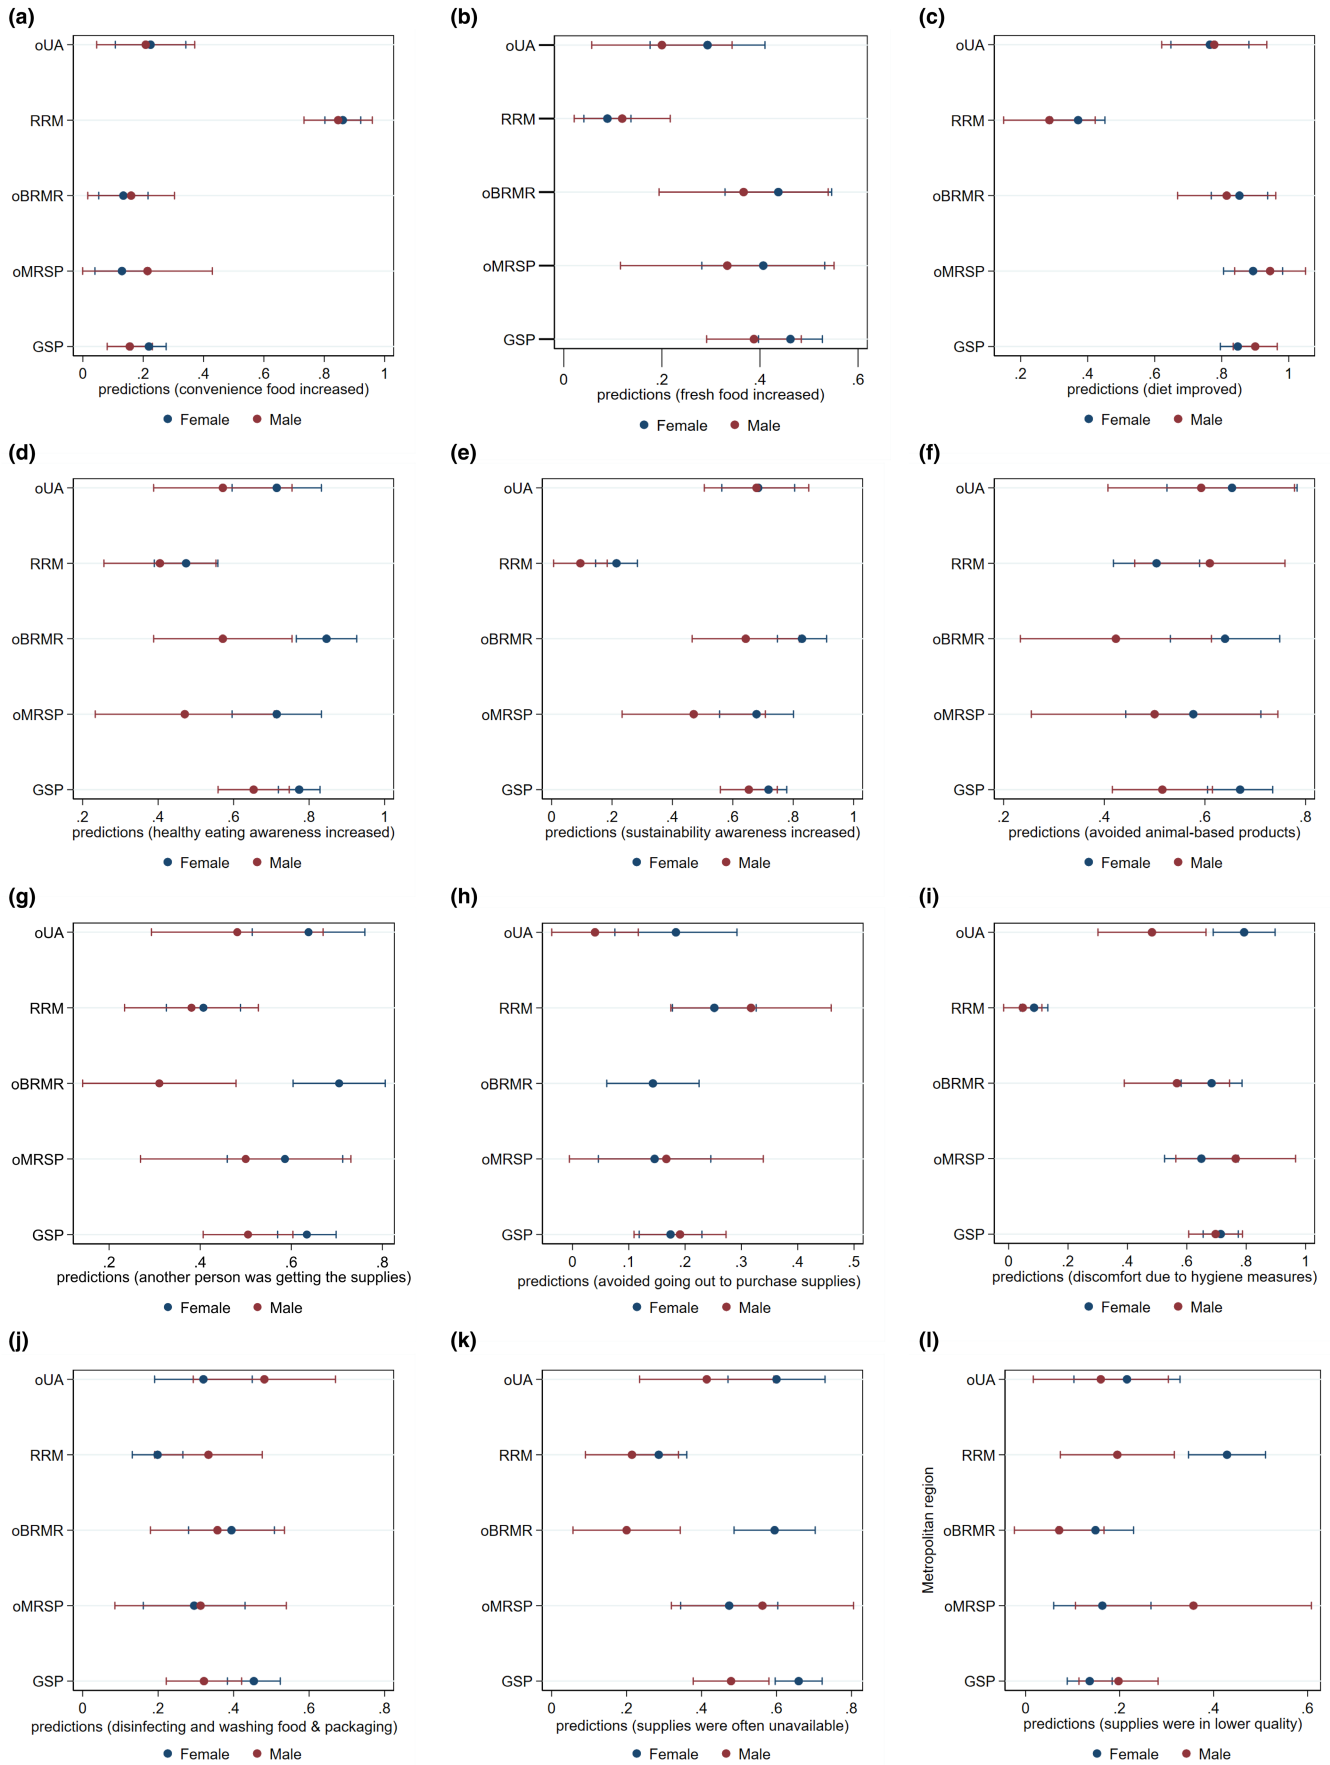 (a)
oUA
RRM
oBRMR
oMRSP
GSP
0 .2 .4 .6 .8 1
predictions (convenience food increased)
Female Male
(b)
oUA
RRM
oBRMR
oMRSP
GSP
0 .2 .4 .6
predictions (fresh food increased)
Female Male
(c)
oUA
RRM
oBRMR
oMRSP
GSP
.2 .4 .6 .8 1
predictions (diet improved)
Female Male
(d)
oUA
RRM
oBRMR
oMRSP
GSP
.2 .4 .6 .8 1
predictions (healthy eating awareness increased)
Female Male
(e)
oUA
RRM
oBRMR
oMRSP
GSP
0 .2 .4 .6 .8 1
predictions (sustainability awareness increased)
Female Male
(f)
oUA
RRM
oBRMR
oMRSP
GSP
.2 .4 .6 .8
predictions (avoided animal-based products)
Female Male
(g)
oUA
RRM
oBRMR
oMRSP
GSP
.2 .4 .6 .8
predictions (another person was getting the supplies)
Female Male
(h)
oUA
RRM
oBRMR
oMRSP
GSP
0 .1 .2 .3 .4 .5
predictions (avoided going out to purchase supplies)
Female Male
(i)
oUA
RRM
oBRMR
oMRSP
GSP
0 .2 .4 .6 .8 1
predictions (discomfort due to hygiene measures)
Female Male
(j)
oUA
RRM
oBRMR
oMRSP
GSP
0 .2 .4 .6 .8
predictions (disinfecting and washing food & packaging)
Female Male
(k)
oUA
RRM
oBRMR
oMRSP
GSP
0 .2 .4 .6 .8
predictions (supplies were often unavailable)
Female Male
(l)
Metropolitan region
oUA
RRM
oBRMR
oMRSP
GSP
0 .2 .4 .6
predictions (supplies were in lower quality)
Female Male